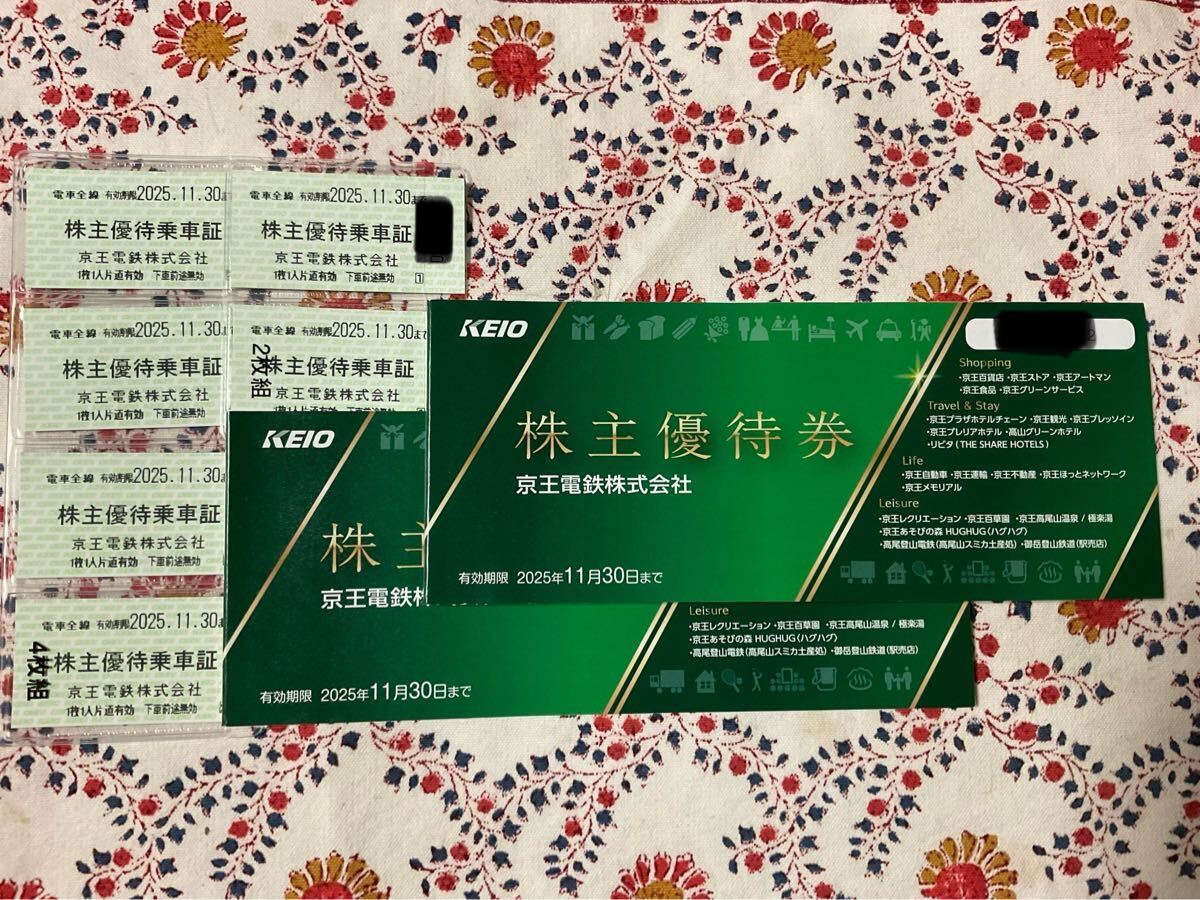 電車全線 有効期限2025.11.30
株主優待乗車証
京王電鉄株式会社
1枚1人片道有効 下車前途無効
電車全線 有効期限2025.11.30まで
株主優待乗車証
京王電鉄株式会社
1枚1人片道有効 下車前途無効
1
電車全線 有効期限2025.11.30
株主優待乗車証
京王電鉄株式会社
1枚1人片道有効 下車前途無効
電車全線 有効期限2025.11.30まで
2枚組
株主優待乗車証
京王電鉄株式会社
1枚1人片道有効 下車前途無効
電車全線 有効期限2025.11.30
株主優待乗車証
京王電鉄株式会社
1枚1人片道有効 下車前途無効
電車全線 有効期限2025.11.30
4枚組
株主優待乗車証
京王電鉄株式会社
1枚1人片道有効 下車前途無効
KEIO
株主優待券
京王電鉄株式会社
有効期限 2025年11月30日まで
Shopping
・京王百貨店・京王ストア・京王アートマン
・京王食品・京王グリーンサービス
Travel & Stay
・京王プラザホテルチェーン・京王観光・京王プレッソイン
・京王プレリアホテル・高山グリーンホテル
・リビタ(THE SHARE HOTELS)
Life
・京王自動車・京王運輸・京王不動産・京王ほっとネットワーク
・京王メモリアル
Leisure
・京王レクリエーション・京王百草園・京王高尾山温泉/極楽湯
・京王あそびの森 HUGHUG(ハグハグ)
・高尾登山電鉄(高尾山スミカ土産処)・御岳登山鉄道(駅売店)
KEIO
株主
京王電鉄株
有効期限 2025年11月30日まで
Leisure
・京王レクリエーション・京王百草園・京王高尾山温泉/極楽湯
・京王あそびの森 HUGHUG(ハグハグ)
・高尾登山電鉄(高尾山スミカ土産処)・御岳登山鉄道(駅売店)